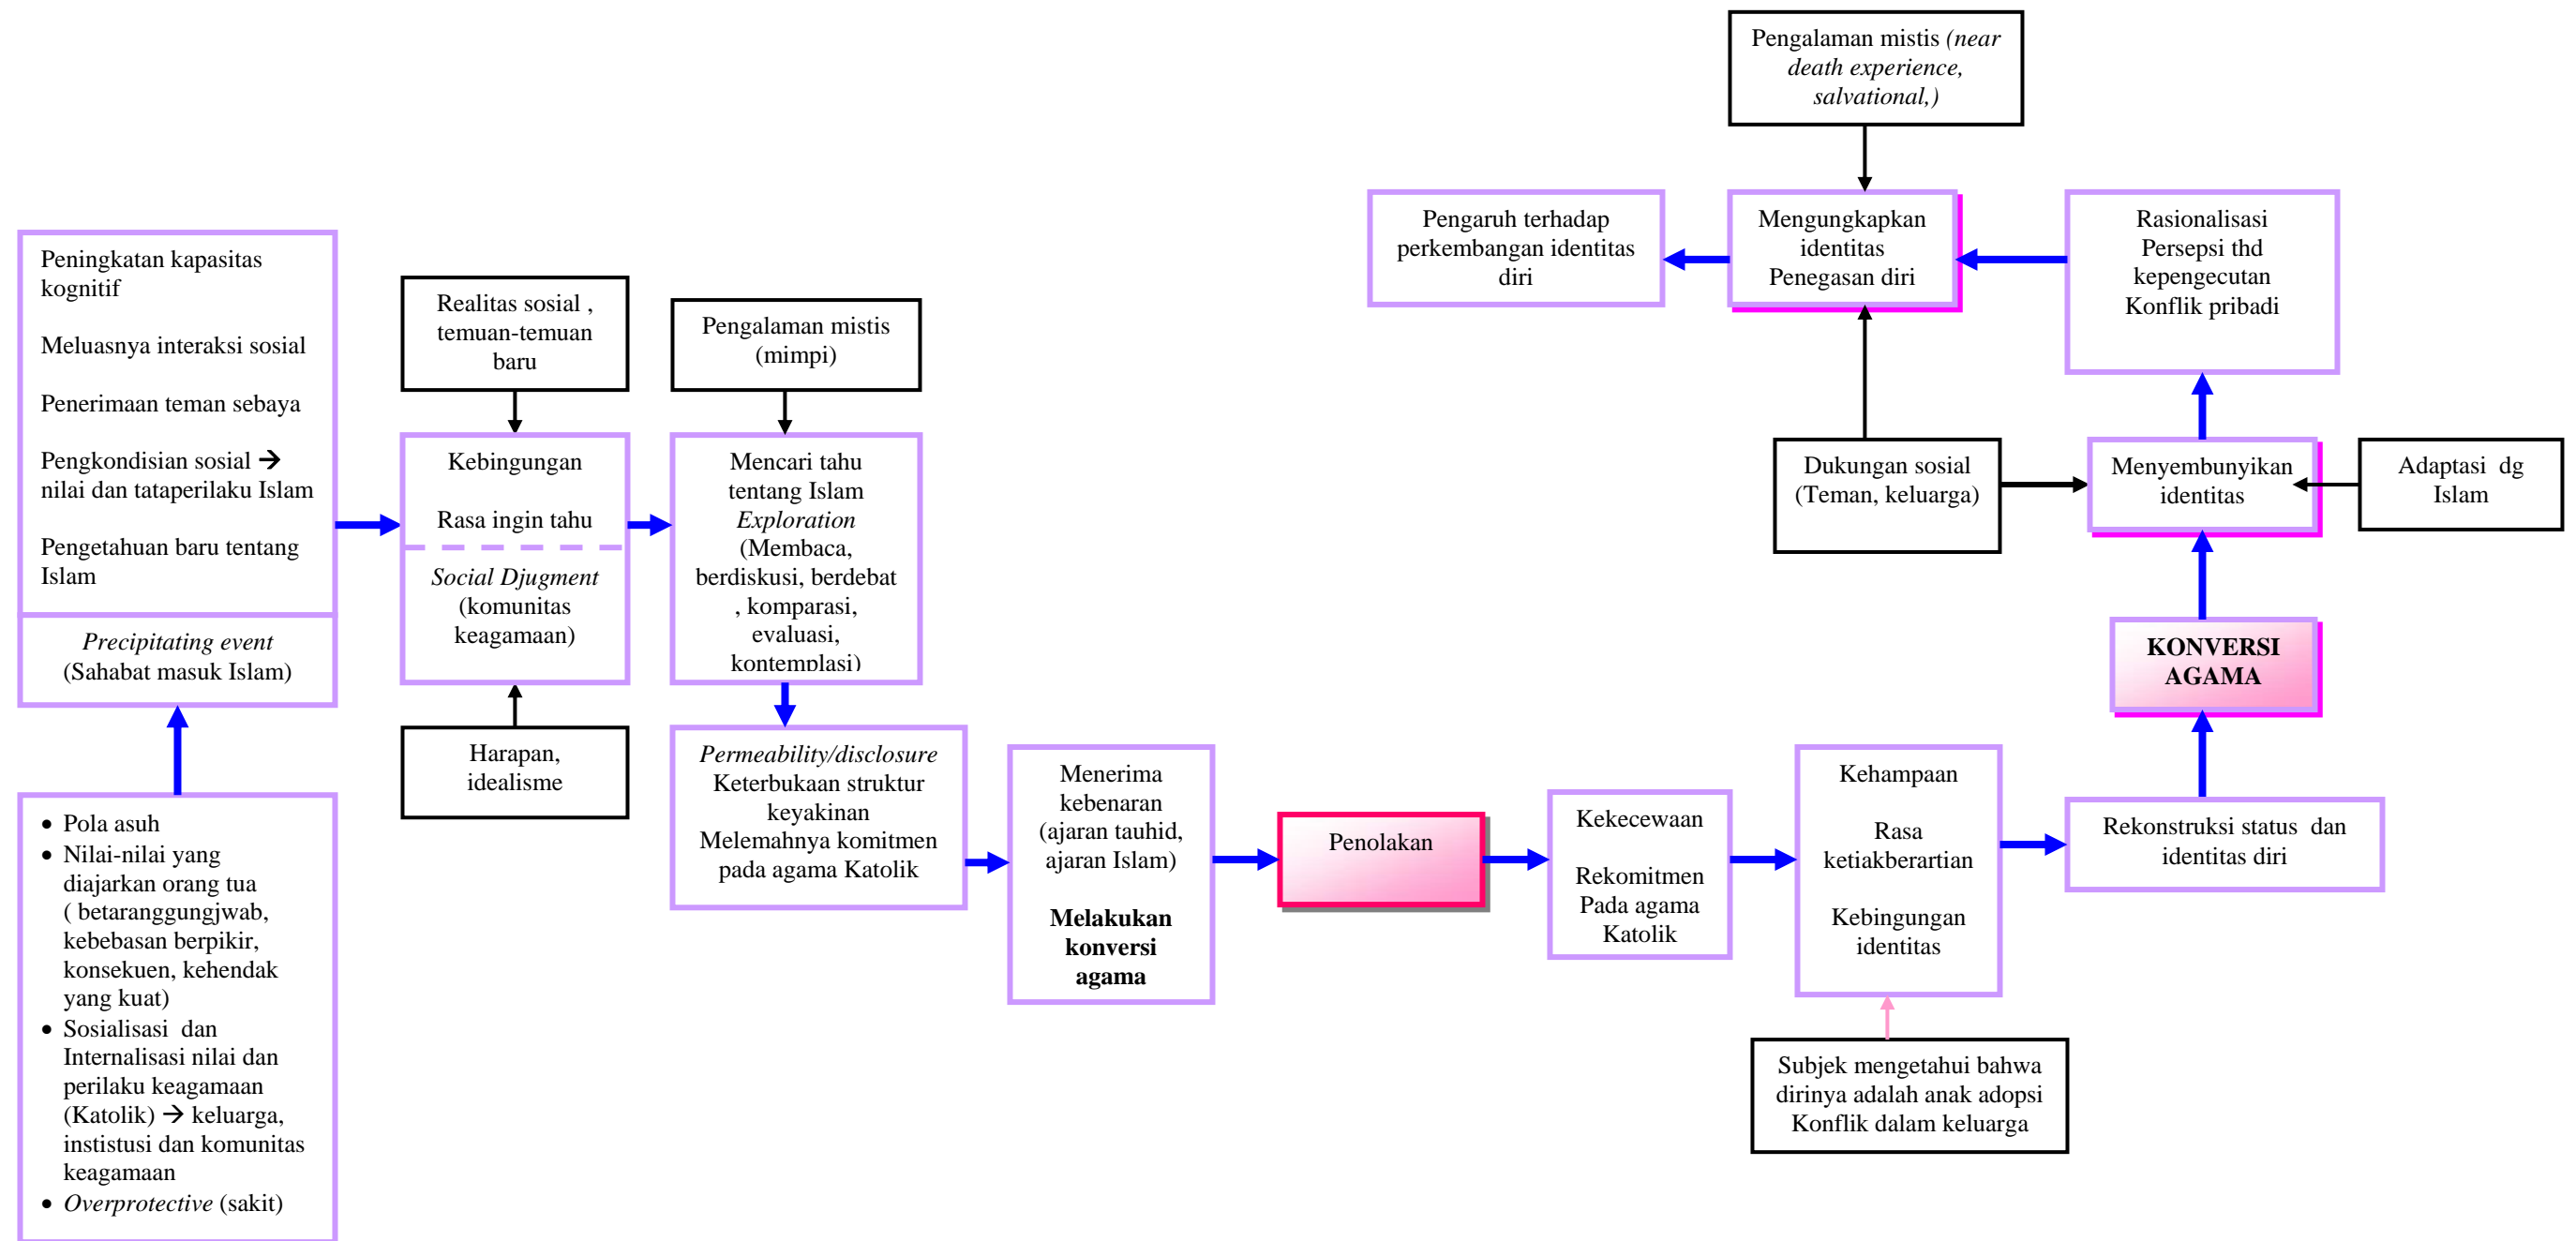 Peningkatan kapasitas
kognitif
Meluasnya interaksi sosial
Penerimaan teman sebaya
Pengkondisian sosial →
nilai dan tataperilaku Islam
Pengetahuan baru tentang
Islam
Precipitating event
(Sahabat masuk Islam)
• Pola asuh
• Nilai-nilai yang
diajarkan orang tua
( betaranggungjwab,
kebebasan berpikir,
konsekuen, kehendak
yang kuat)
• Sosialisasi dan
Internalisasi nilai dan
perilaku keagamaan
(Katolik) → keluarga,
instistusi dan komunitas
keagamaan
• Overprotective (sakit)
Realitas sosial ,
temuan-temuan
baru
Kebingungan
Rasa ingin tahu
Social Djugment
(komunitas
keagamaan)
Harapan,
idealisme
Pengalaman mistis
(mimpi)
Mencari tahu
tentang Islam
Exploration
(Membaca,
berdiskusi, berdebat
, komparasi,
evaluasi,
kontemplasi)
Permeability/disclosure
Keterbukaan struktur
keyakinan
Melemahnya komitmen
pada agama Katolik
Menerima
kebenaran
(ajaran tauhid,
ajaran Islam)
Melakukan
konversi
agama
Penolakan
Kekecewaan
Rekomitmen
Pada agama
Katolik
Kehampaan
Rasa
ketiakberartian
Kebingungan
identitas
Subjek mengetahui bahwa
dirinya adalah anak adopsi
Konflik dalam keluarga
Rekonstruksi status dan
identitas diri
KONVERSI
AGAMA
Menyembunyikan
identitas
Adaptasi dg
Islam
Dukungan sosial
(Teman, keluarga)
Rasionalisasi
Persepsi thd
kepengecutan
Konflik pribadi
Pengalaman mistis (near
death experience,
salvational,)
Mengungkapkan
identitas
Penegasan diri
Pengaruh terhadap
perkembangan identitas
diri